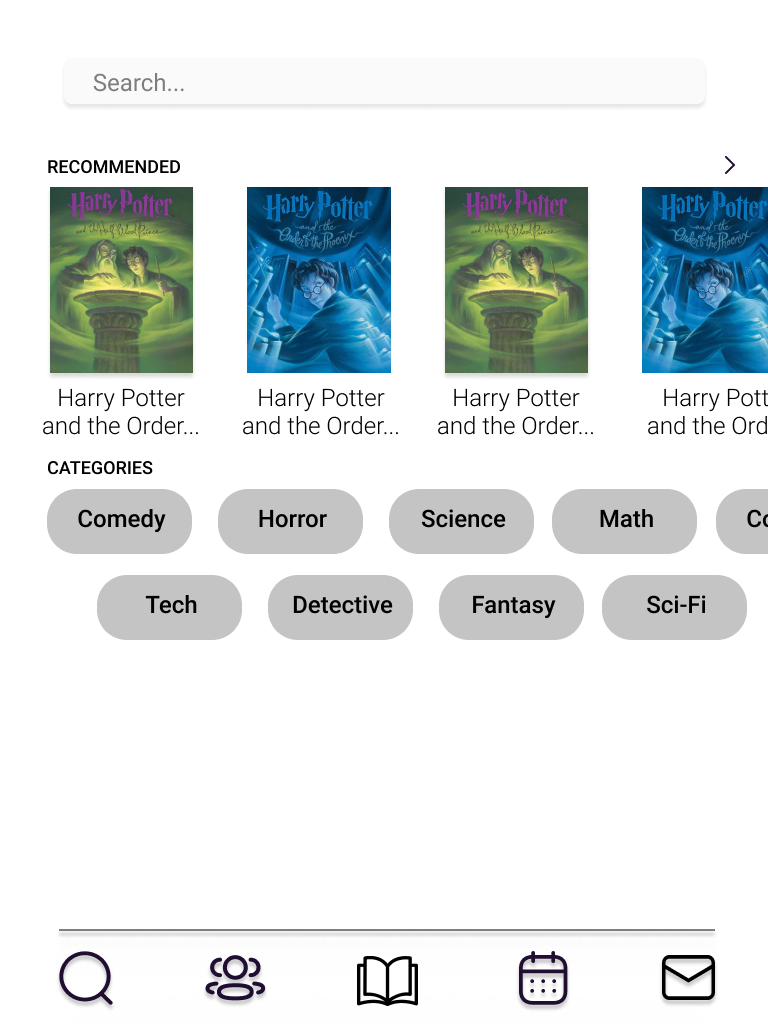 Search...
RECOMMENDED
Harry Potter
and the Half-Blood Prince
Harry Potter
and the
Order of the Phoenix
Harry Potter
and the Half-Blood Prince
Harry Potter
and the
Order of the Phoenix
Harry Potter
and the Order...
Harry Potter
and the Order...
Harry Potter
and the Order...
Harry Pott
and the Ord
CATEGORIES
Comedy Horror Science Math Co
Tech Detective Fantasy Sci-Fi